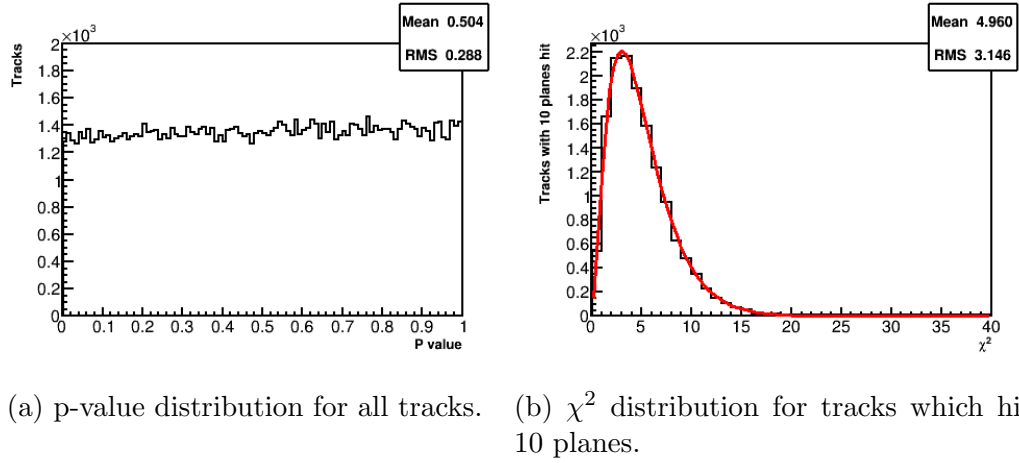 ×10³
Mean 0.504
RMS 0.288
Tracks
2
1.8
1.6
1.4
1.2
1
0.8
0.6
0.4
0.2
0
0 0.1 0.2 0.3 0.4 0.5 0.6 0.7 0.8 0.9 1
P value
×10³
Mean 4.960
RMS 3.146
Tracks with 10 planes hit
2.2
2
1.8
1.6
1.4
1.2
1
0.8
0.6
0.4
0.2
0
0 5 10 15 20 25 30 35 40
χ²
(a) p-value distribution for all tracks.
(b) χ² distribution for tracks which hi
10 planes.